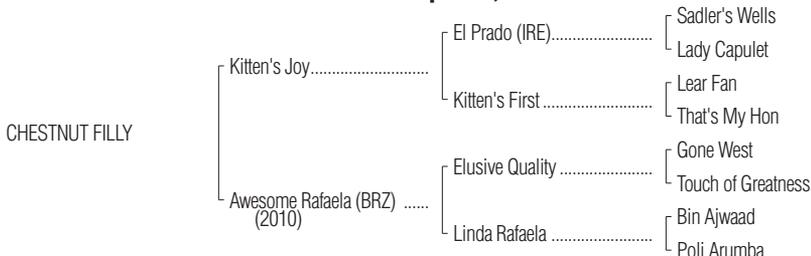 Sadler's Wells
El Prado (IRE).......................
Lady Capulet
Kitten's Joy...........................
Lear Fan
Kitten's First.........................
That's My Hon
CHESTNUT FILLY
Gone West
Elusive Quality .....................
Touch of Greatness
Awesome Rafaela (BRZ) ......
(2010)
Bin Ajwaad
Linda Rafaela .......................
Poli Arumba